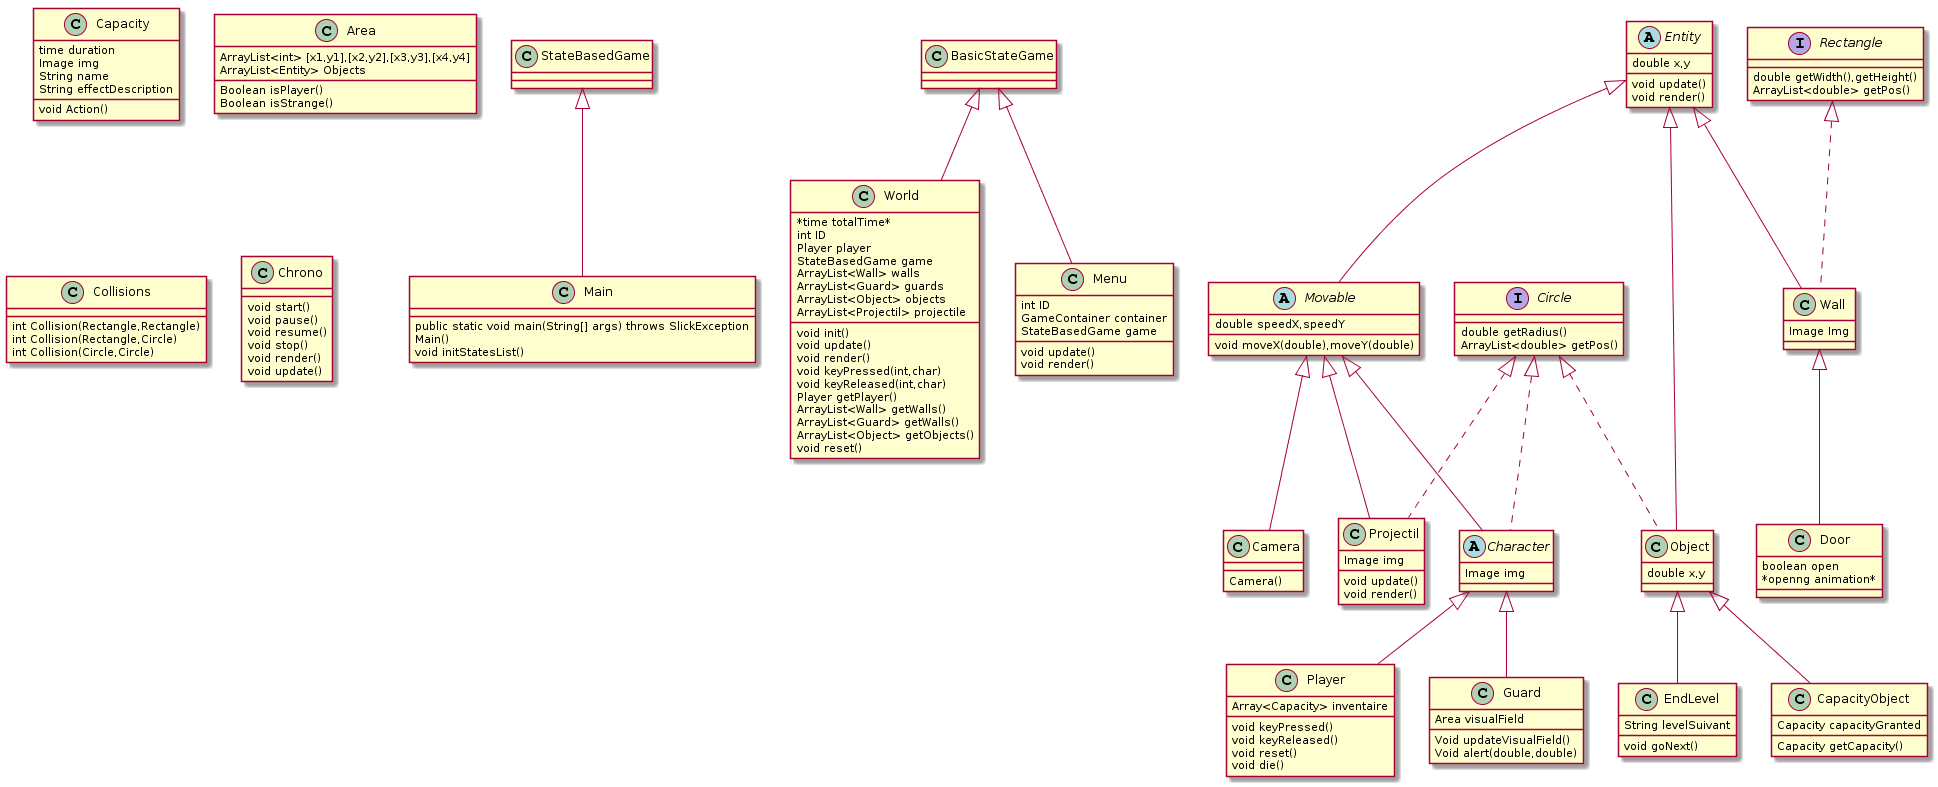 C Capacity
time duration
Image img
String name
String effectDescription
void Action()
C Area
ArrayList<int> [x1,y1],[x2,y2],[x3,y3],[x4,y4]
ArrayList<Entity> Objects
Boolean isPlayer()
Boolean isStrange()
C StateBasedGame
C BasicStateGame
A Entity
double x,y
void update()
void render()
I Rectangle
double getWidth(),getHeight()
ArrayList<double> getPos()
C Collisions
int Collision(Rectangle,Rectangle)
int Collision(Rectangle,Circle)
int Collision(Circle,Circle)
C Chrono
void start()
void pause()
void resume()
void stop()
void render()
void update()
C Main
public static void main(String[] args) throws SlickException
Main()
void initStatesList()
C World
*time totalTime*
int ID
Player player
StateBasedGame game
ArrayList<Wall> walls
ArrayList<Guard> guards
ArrayList<Object> objects
ArrayList<Projectil> projectile
void init()
void update()
void render()
void keyPressed(int,char)
void keyReleased(int,char)
Player getPlayer()
ArrayList<Wall> getWalls()
ArrayList<Guard> getWalls()
ArrayList<Object> getObjects()
void reset()
C Menu
int ID
GameContainer container
StateBasedGame game
void update()
void render()
A Movable
double speedX,speedY
void moveX(double),moveY(double)
I Circle
double getRadius()
ArrayList<double> getPos()
C Wall
Image Img
C Camera
Camera()
C Projectil
Image img
void update()
void render()
A Character
Image img
C Object
double x,y
C Door
boolean open
*openng animation*
C Player
Array<Capacity> inventaire
void keyPressed()
void keyReleased()
void reset()
void die()
C Guard
Area visualField
Void updateVisualField()
Void alert(double,double)
C EndLevel
String levelSuivant
void goNext()
C CapacityObject
Capacity capacityGranted
Capacity getCapacity()